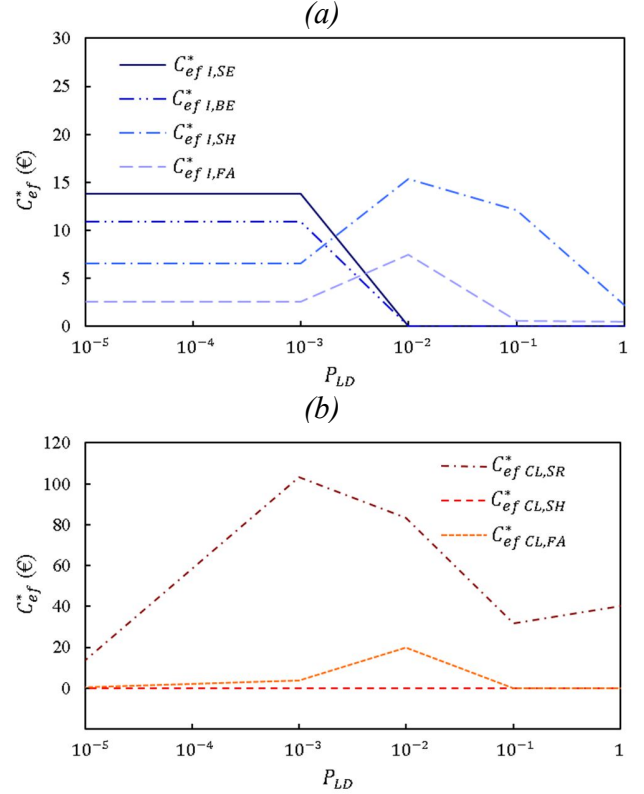 (a)
30
25
20
15
10
5
0
C*ef (€)
C*ef I,SE
C*ef I,BE
C*ef I,SH
C*ef I,FA
10⁻⁵ 10⁻⁴ 10⁻³ 10⁻² 10⁻¹ 1
P_LD
(b)
120
100
80
60
40
20
0
C*ef (€)
C*ef CL,SR
C*ef CL,SH
C*ef CL,FA
10⁻⁵ 10⁻⁴ 10⁻³ 10⁻² 10⁻¹ 1
P_LD